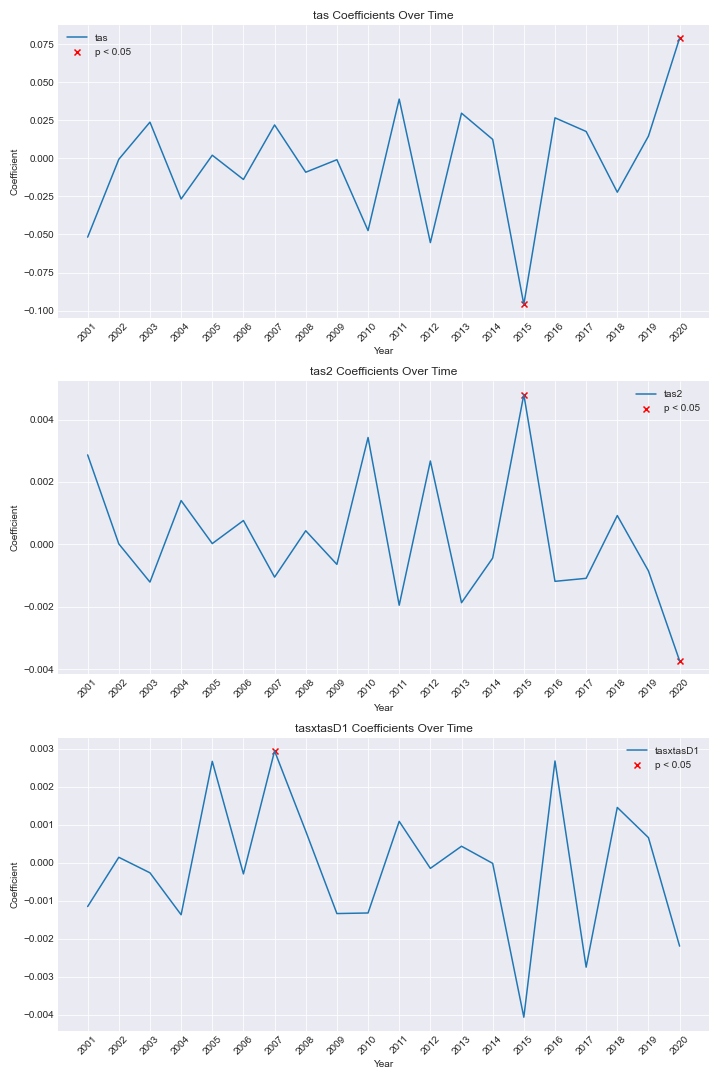 tas Coefficients Over Time
tas
p < 0.05
0.075
0.050
0.025
0.000
−0.025
−0.050
−0.075
−0.100
Coefficient
2001 2002 2003 2004 2005 2006 2007 2008 2009 2010 2011 2012 2013 2014 2015 2016 2017 2018 2019 2020
Year
tas2 Coefficients Over Time
tas2
p < 0.05
0.004
0.002
0.000
−0.002
−0.004
Coefficient
2001 2002 2003 2004 2005 2006 2007 2008 2009 2010 2011 2012 2013 2014 2015 2016 2017 2018 2019 2020
Year
tasxtasD1 Coefficients Over Time
tasxtasD1
p < 0.05
0.003
0.002
0.001
0.000
−0.001
−0.002
−0.003
−0.004
Coefficient
2001 2002 2003 2004 2005 2006 2007 2008 2009 2010 2011 2012 2013 2014 2015 2016 2017 2018 2019 2020
Year